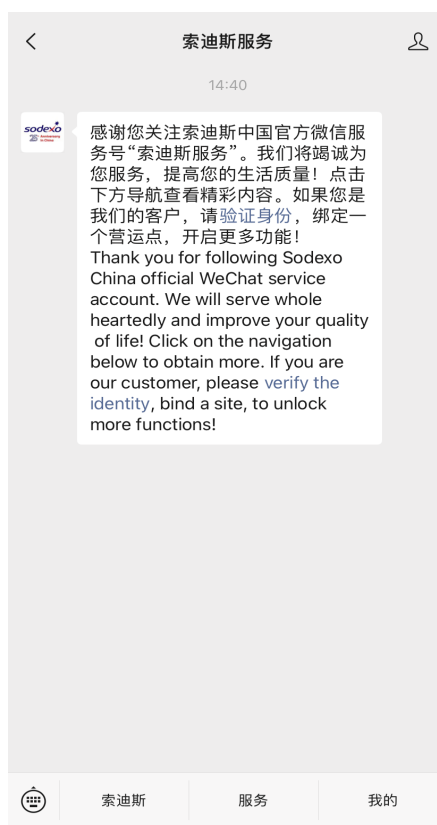 索迪斯服务
14:40
sodexo
感谢您关注索迪斯中国官方微信服
务号“索迪斯服务”。我们将竭诚为
您服务，提高您的生活质量！点击
下方导航查看精彩内容。如果您是
我们的客户，请验证身份，绑定一
个营运点，开启更多功能！
Thank you for following Sodexo
China official WeChat service
account. We will serve whole
heartedly and improve your quality
of life! Click on the navigation
below to obtain more. If you are
our customer, please verify the
identity, bind a site, to unlock
more functions!
索迪斯
服务
我的